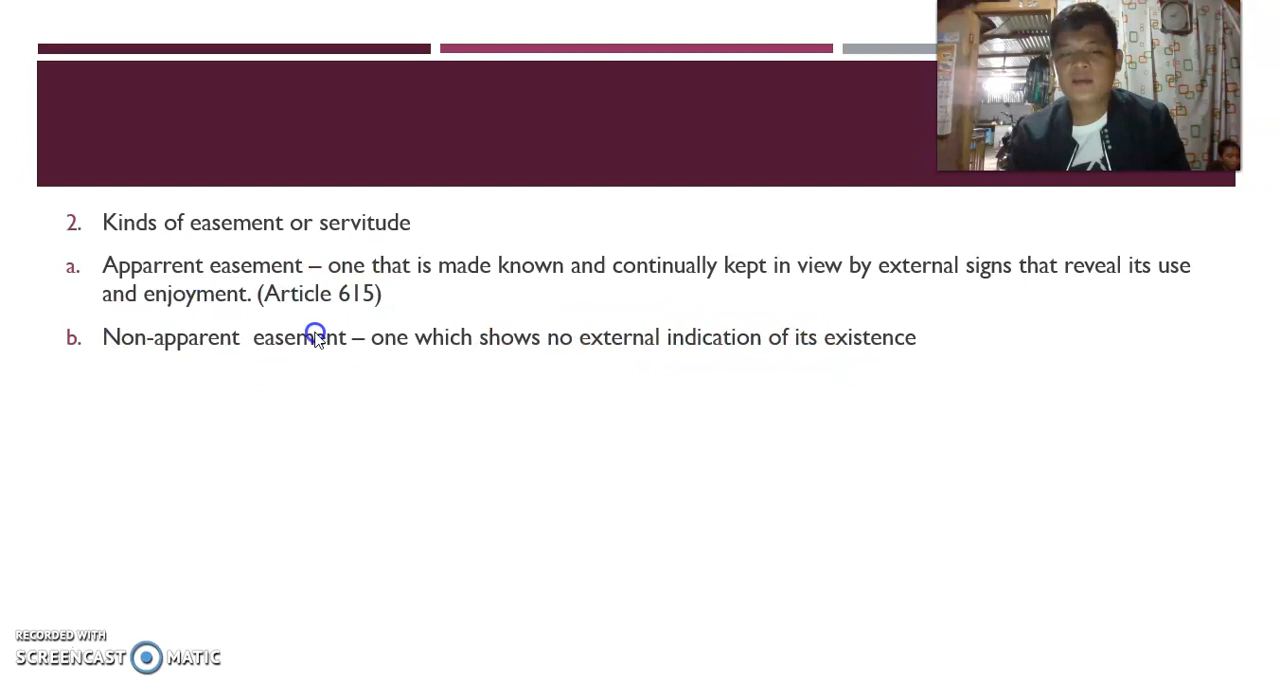 2. Kinds of easement or servitude
a. Apparrent easement – one that is made known and continually kept in view by external signs that reveal its use
and enjoyment. (Article 615)
b. Non-apparent easement – one which shows no external indication of its existence
RECORDED WITH
SCREENCAST MATIC